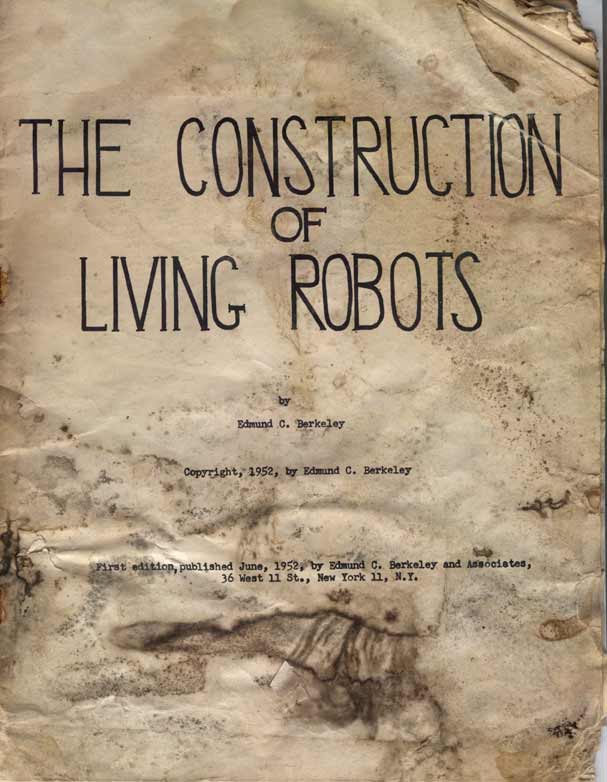 THE CONSTRUCTION
OF
LIVING ROBOTS
by
Edmund C. Berkeley
Copyright, 1952, by Edmund C. Berkeley
First edition, published June, 1952, by Edmund C. Berkeley and Associates,
36 West 11 St., New York 11, N.Y.